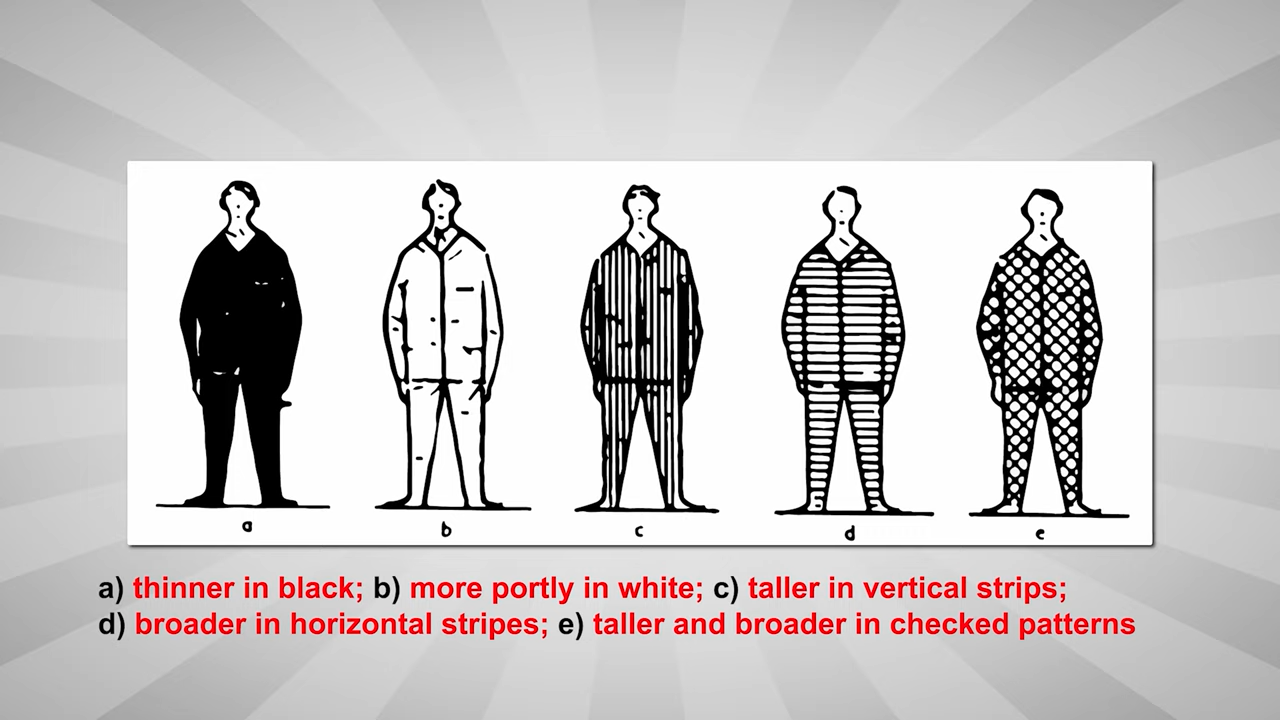 a b c d e
a) thinner in black; b) more portly in white; c) taller in vertical strips;
d) broader in horizontal stripes; e) taller and broader in checked patterns